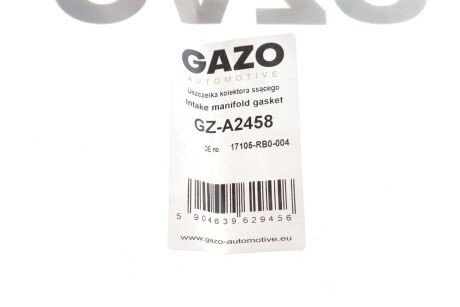 GAZO
GAZO
AUTOMOTIVE
Uszczelka kolektora ssącego
Intake manifold gasket
GZ-A2458
OE no. 17105-RB0-004
5 904639 629456
www.gazo-automotive.eu